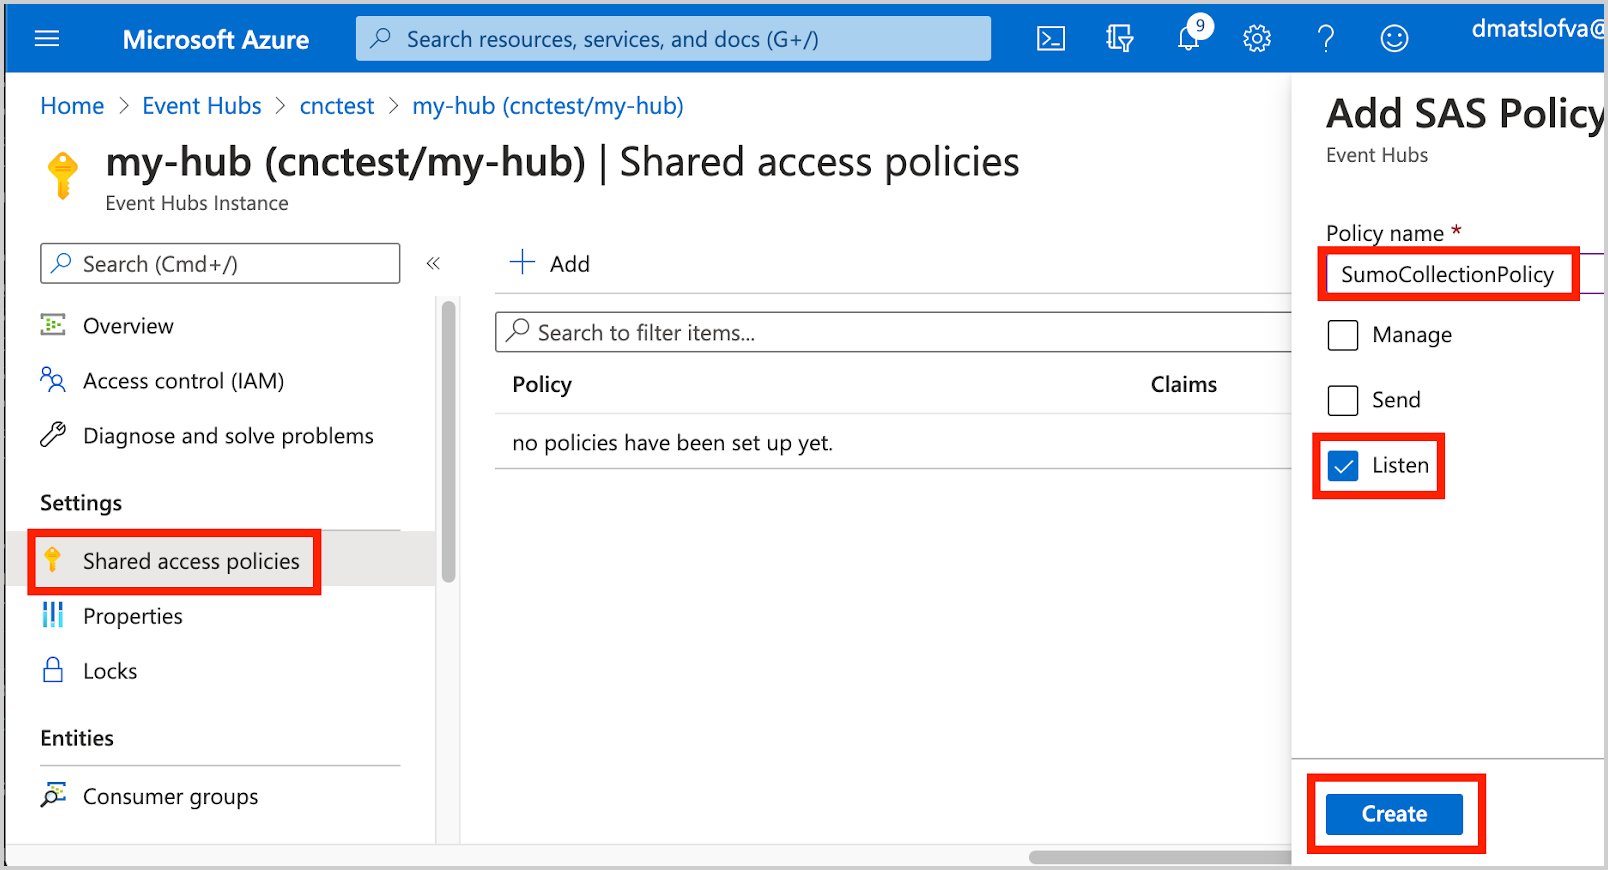 Microsoft Azure
Search resources, services, and docs (G+/)
9
dmatslofva@
Home > Event Hubs > cnctest > my-hub (cnctest/my-hub)
my-hub (cnctest/my-hub) | Shared access policies
Event Hubs Instance
Search (Cmd+/)
«
Overview
Access control (IAM)
Diagnose and solve problems
Settings
Shared access policies
Properties
Locks
Entities
Consumer groups
+ Add
Search to filter items...
Policy Claims
no policies have been set up yet.
Add SAS Policy
Event Hubs
Policy name *
SumoCollectionPolicy
Manage
Send
Listen
Create